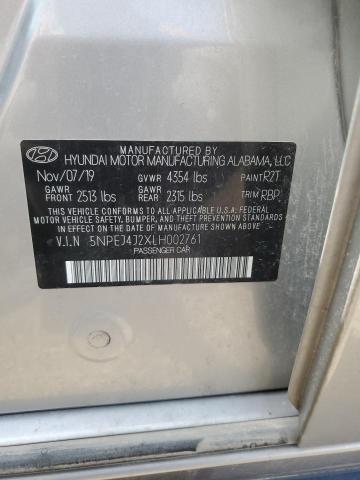 MANUFACTURED BY
HYUNDAI MOTOR MANUFACTURING ALABAMA, LLC
Nov/07/19 GVWR 4354 lbs PAINT R2T
GAWR FRONT 2513 lbs GAWR REAR 2315 lbs TRIM RBP
THIS VEHICLE CONFORMS TO ALL APPLICABLE U.S.A. FEDERAL
MOTOR VEHICLE SAFETY, BUMPER, AND THEFT PREVENTION
STANDARDS IN EFFECT ON THE DATE OF MANUFACTURE SHOWN ABOVE.
V.I.N 5NPEJ4J2XLH002761
PASSENGER CAR